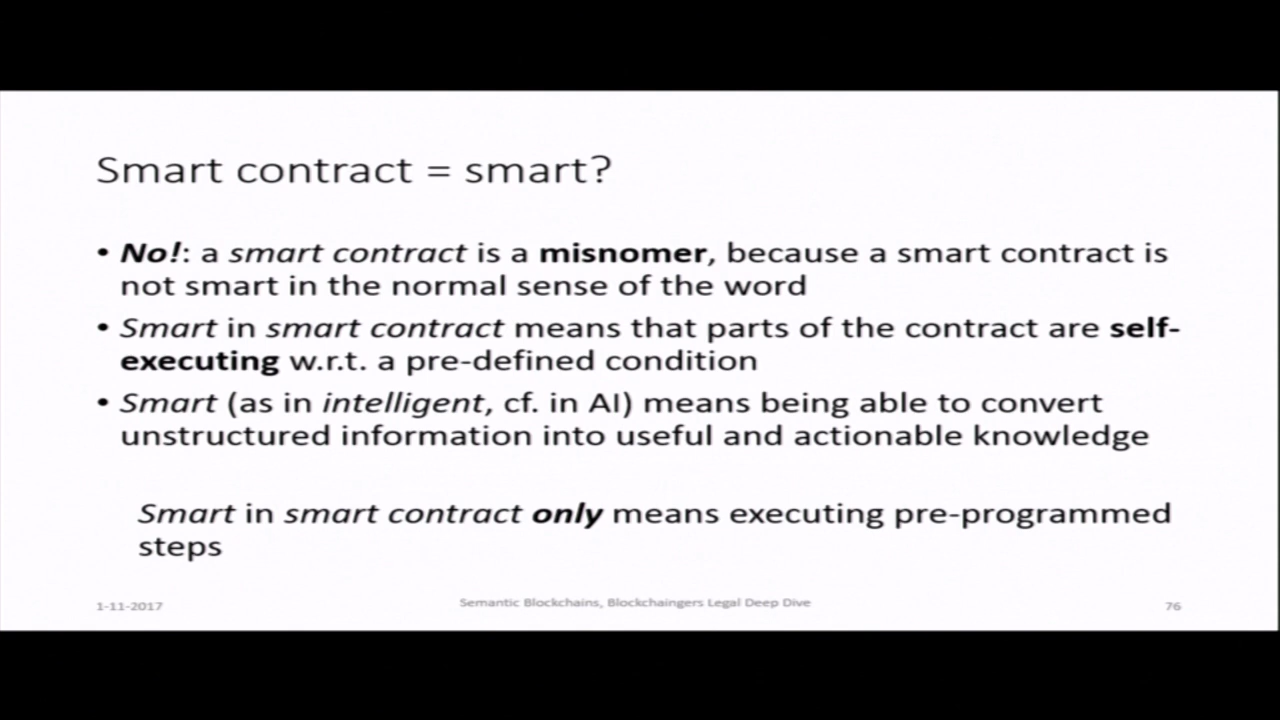 Smart contract = smart?
• No!: a smart contract is a misnomer, because a smart contract is
not smart in the normal sense of the word
• Smart in smart contract means that parts of the contract are self-
executing w.r.t. a pre-defined condition
• Smart (as in intelligent, cf. in AI) means being able to convert
unstructured information into useful and actionable knowledge
Smart in smart contract only means executing pre-programmed
steps
1-11-2017
Semantic Blockchains, Blockchaingers Legal Deep Dive
76